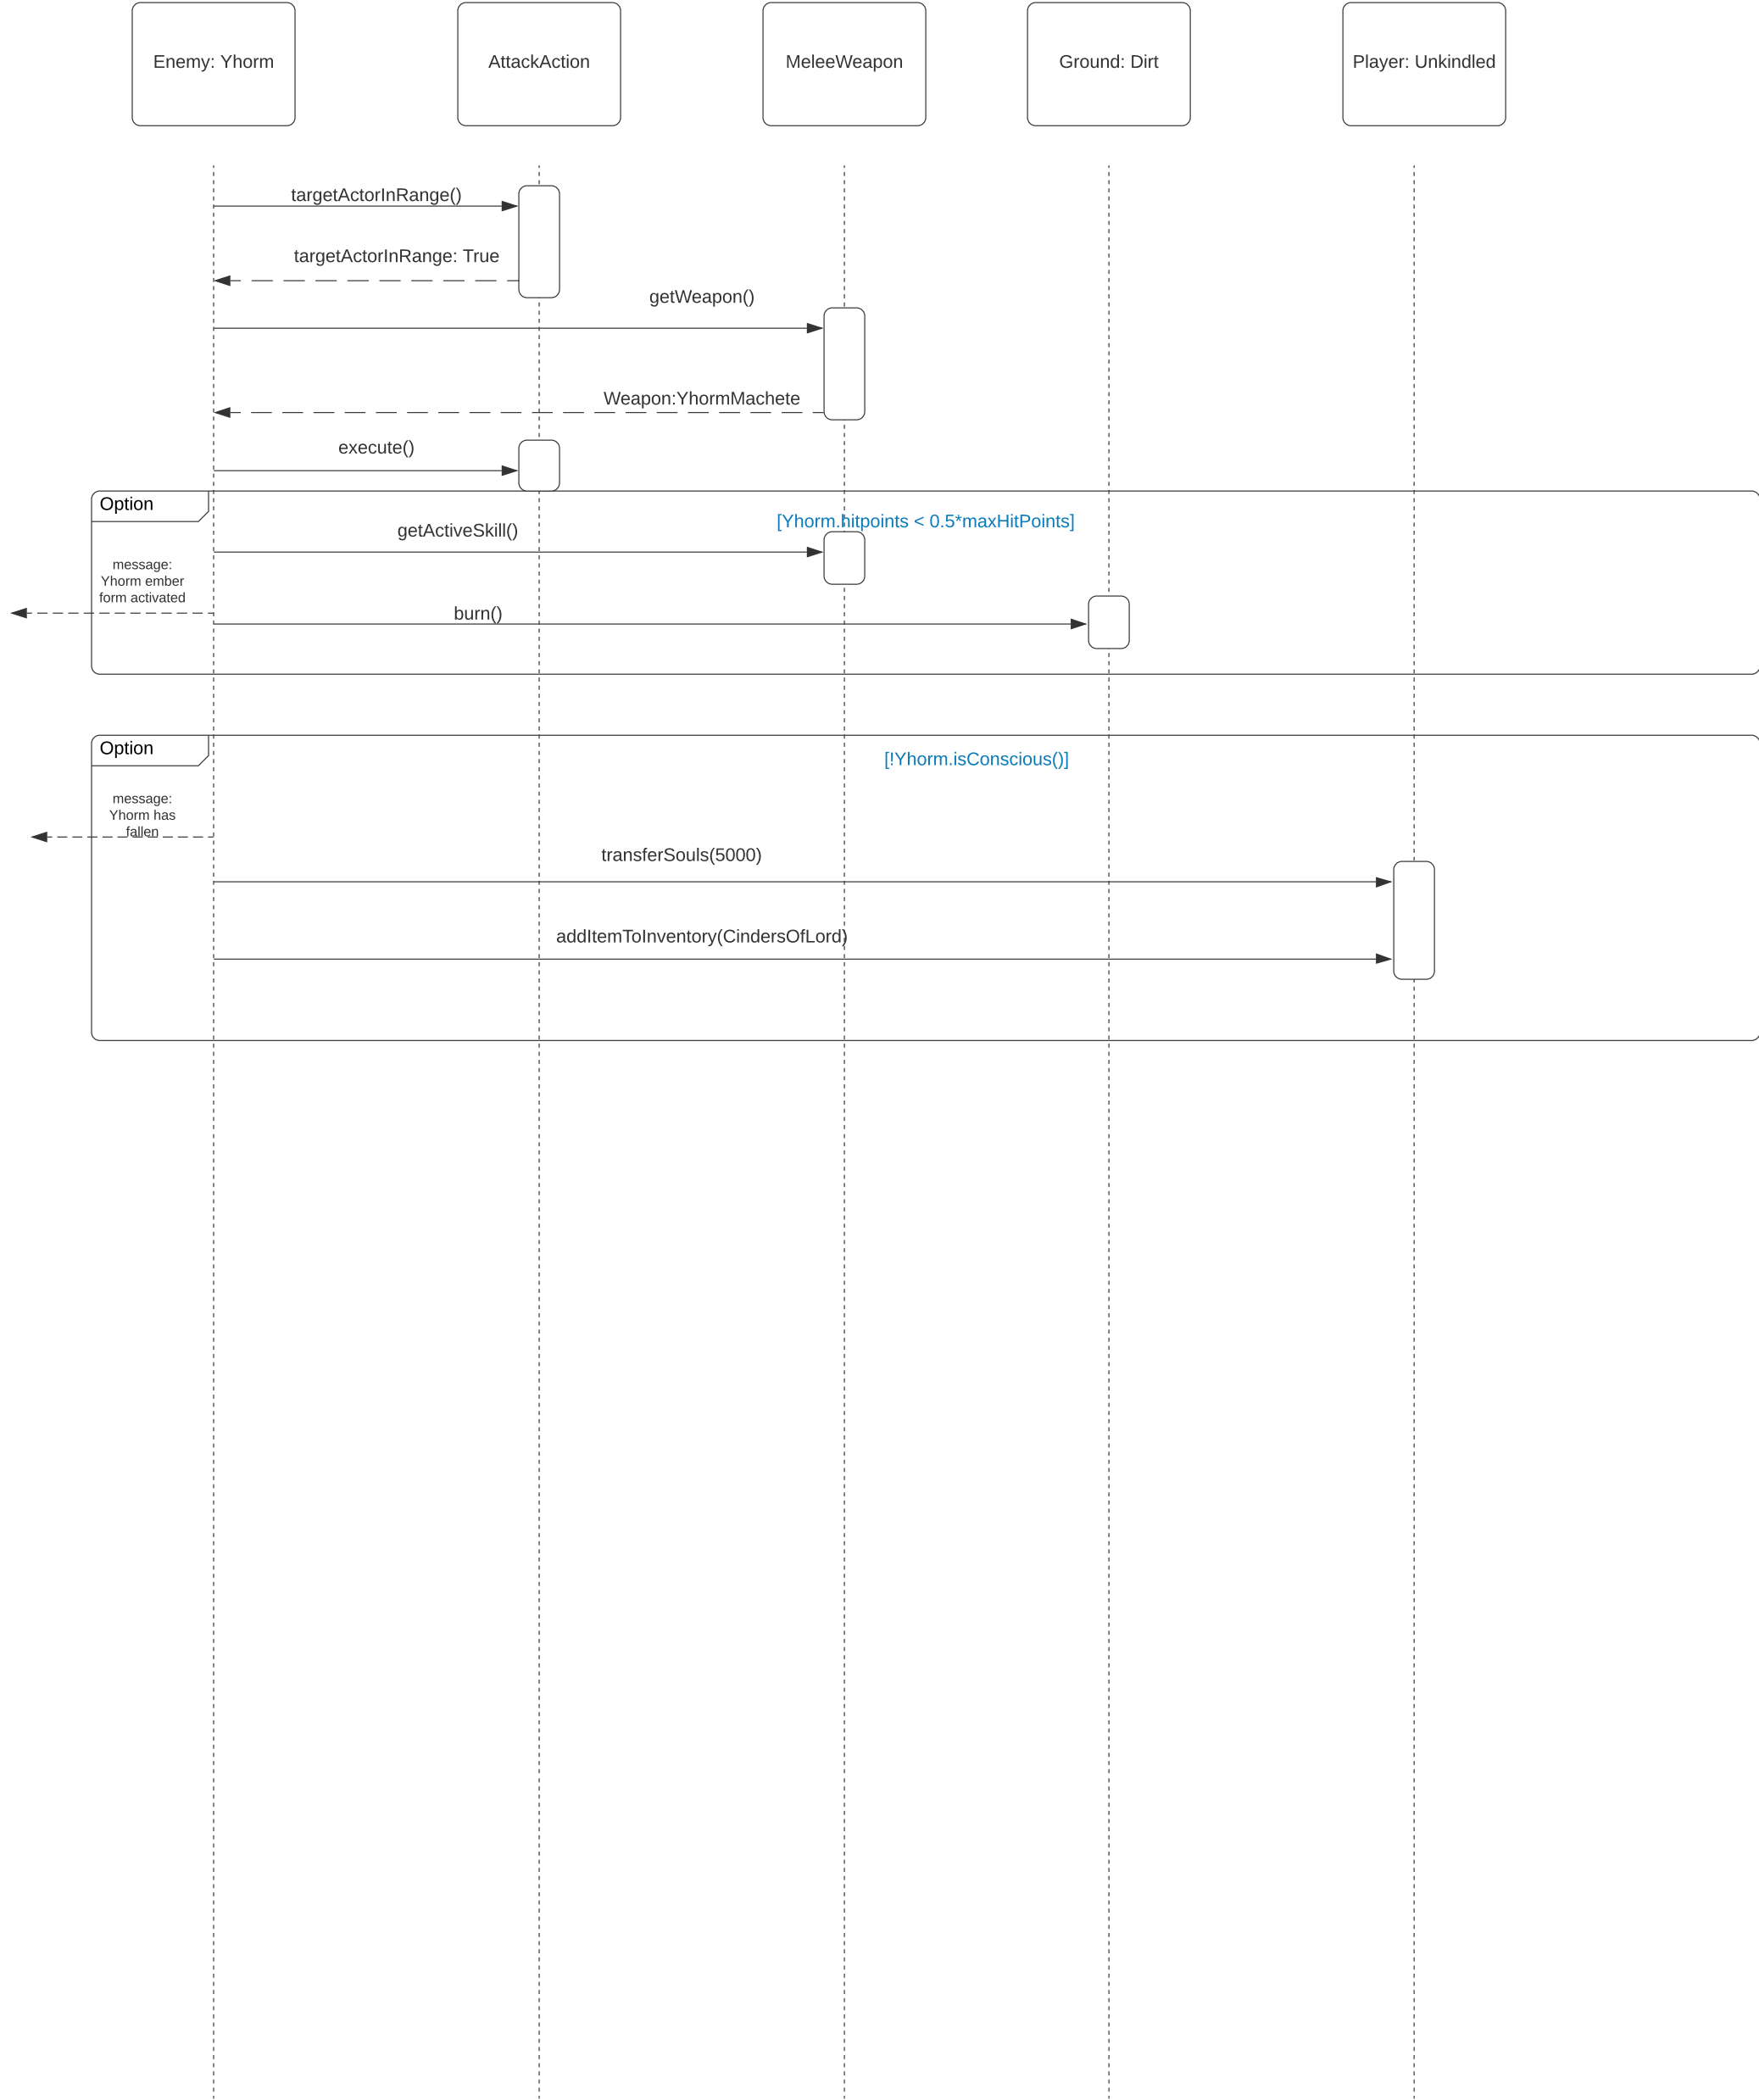 Enemy: Yhorm
AttackAction
MeleeWeapon
Ground: Dirt
Player: Unkindled
targetActorInRange()
targetActorInRange: True
getWeapon()
Weapon:YhormMachete
execute()
Option
[Yhorm.hitpoints < 0.5*maxHitPoints]
getActiveSkill()
message:
Yhorm ember
form activated
burn()
Option
[!Yhorm.isConscious()]
message:
Yhorm has
fallen
transferSouls(5000)
addItemToInventory(CindersOfLord)